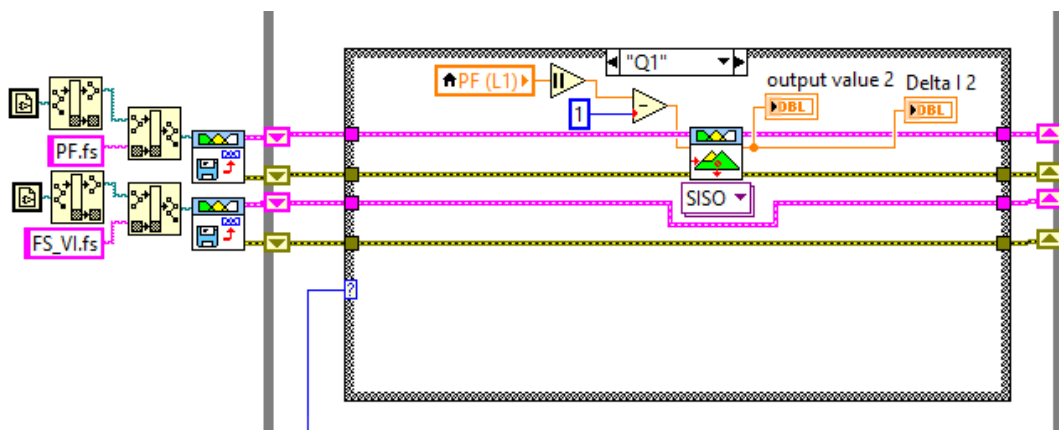 "Q1"
PF (L1)
output value 2
Delta I 2
1
DBL
DBL
PF.fs
SISO
FS_VI.fs
?